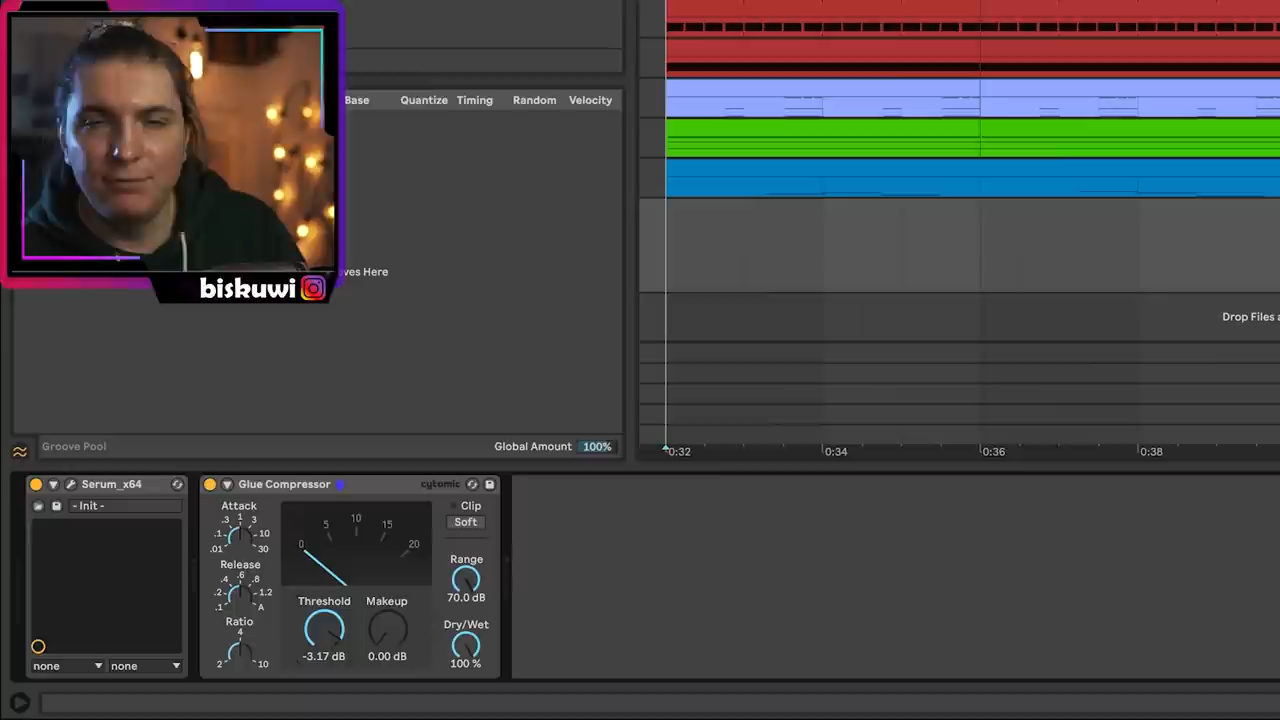 Base Quantize Timing Random Velocity
biskuwi
oves Here
Drop Files a
Groove Pool
Global Amount 100%
0:32 0:34 0:36 0:38
Serum_x64
- Init -
none none
Glue Compressor
cytomic
Attack
.01 .1 .3 1 3 10 30
Release
.1 .2 .4 .6 .8 1.2 A
Ratio
2 4 10
0 5 10 15 20
Threshold
-3.17 dB
Makeup
0.00 dB
Clip
Soft
Range
70.0 dB
Dry/Wet
100 %